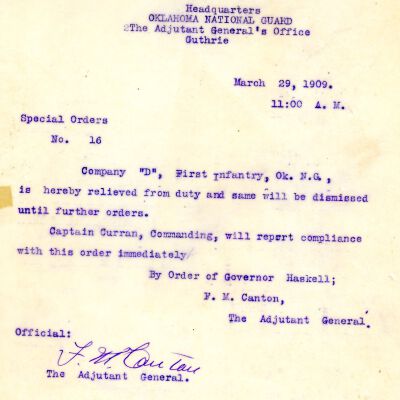 Headquarters
OKLAHOMA NATIONAL GUARD
The Adjutant General's Office
Guthrie
March 29, 1909.
11:00 A. M.
Special Orders
No. 16
Company "D", First Infantry, Ok. N.G.,
is hereby relieved from duty and same will be dismissed
until further orders.
Captain Curran, Commanding, will report compliance
with this order immediately
By Order of Governor Haskell;
F. M. Canton,
The Adjutant General.
Official:
F. M. Canton
The Adjutant General.